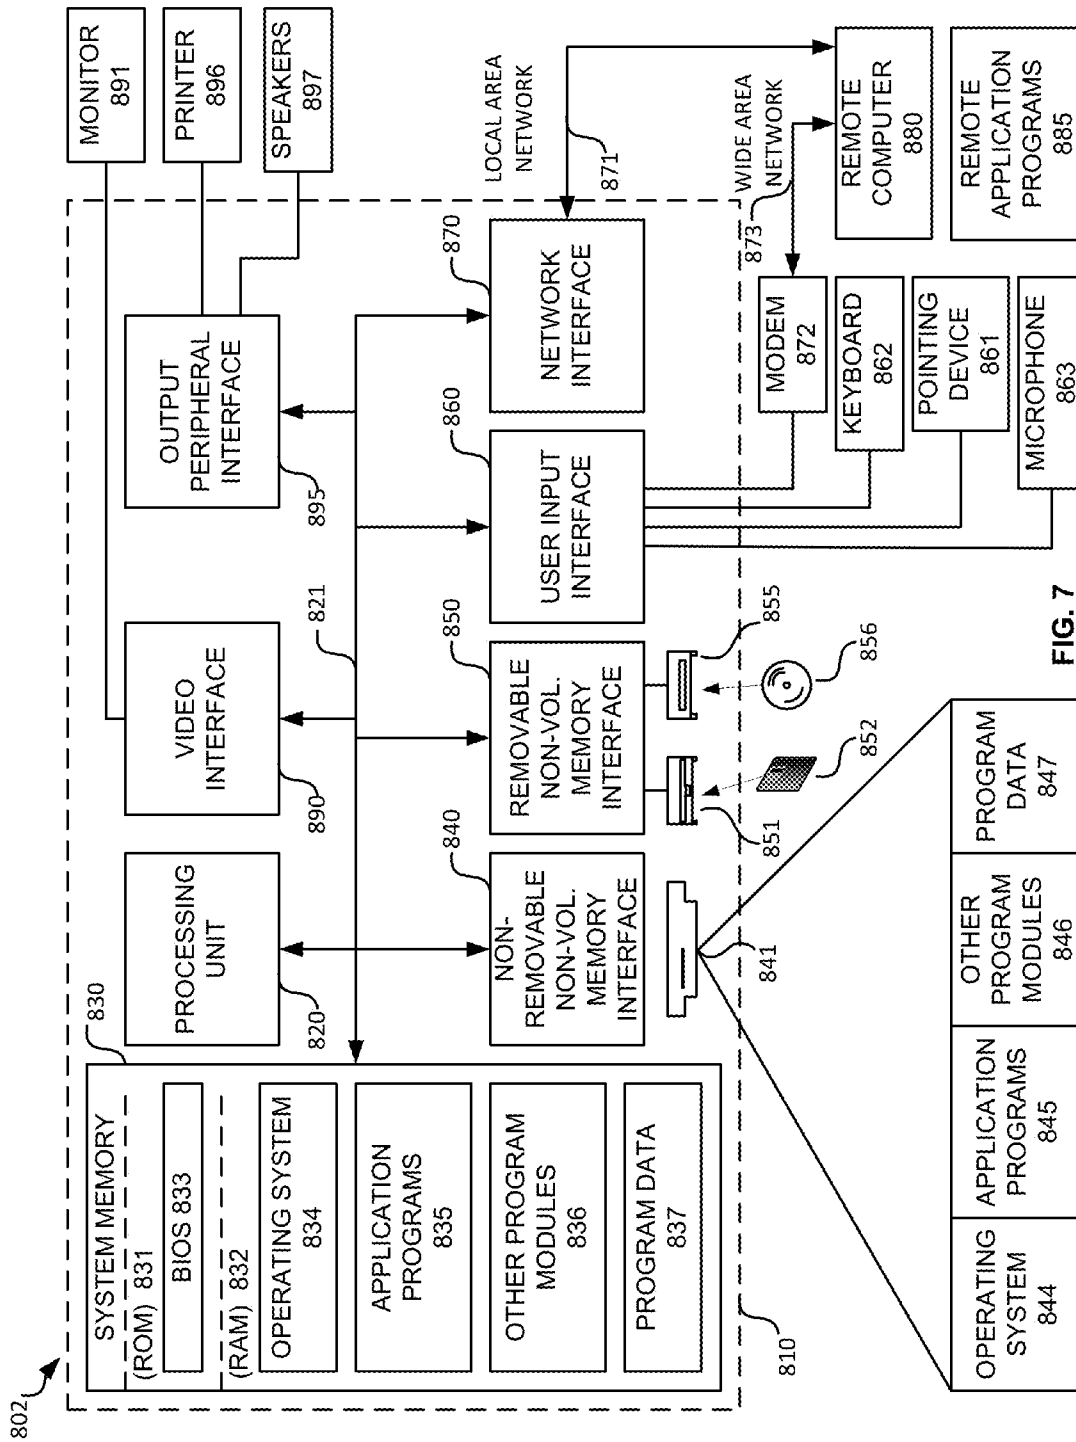 802
SYSTEM MEMORY
(ROM) 831
BIOS 833
(RAM) 832
OPERATING SYSTEM
834
APPLICATION
PROGRAMS
835
OTHER PROGRAM
MODULES
836
PROGRAM DATA
837
810
830
PROCESSING
UNIT
820
VIDEO
INTERFACE
890
OUTPUT
PERIPHERAL
INTERFACE
895
MONITOR
891
PRINTER
896
SPEAKERS
897
821
NON-
REMOVABLE
NON-VOL.
MEMORY
INTERFACE
840
REMOVABLE
NON-VOL.
MEMORY
INTERFACE
850
USER INPUT
INTERFACE
860
NETWORK
INTERFACE
870
LOCAL AREA
NETWORK
871
841
851
852
855
856
WIDE AREA
NETWORK
873
MODEM
872
KEYBOARD
862
POINTING
DEVICE
861
MICROPHONE
863
REMOTE
COMPUTER
880
REMOTE
APPLICATION
PROGRAMS
885
OPERATING
SYSTEM
844
APPLICATION
PROGRAMS
845
OTHER
PROGRAM
MODULES
846
PROGRAM
DATA
847
FIG. 7